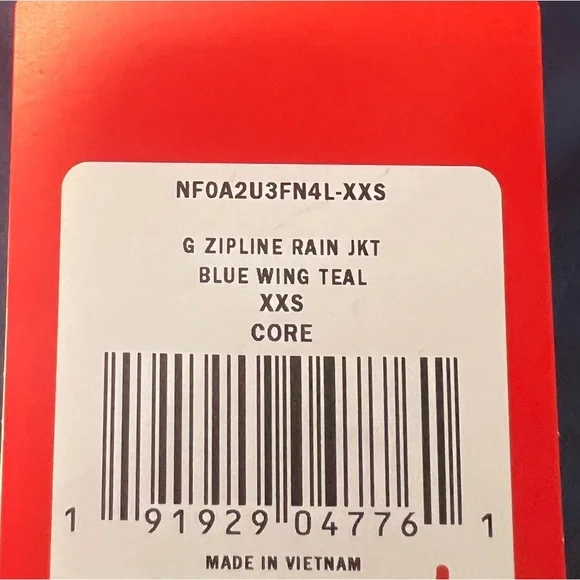 NF0A2U3FN4L-XXS
G ZIPLINE RAIN JKT
BLUE WING TEAL
XXS
CORE
1 91929 04776 1
MADE IN VIETNAM